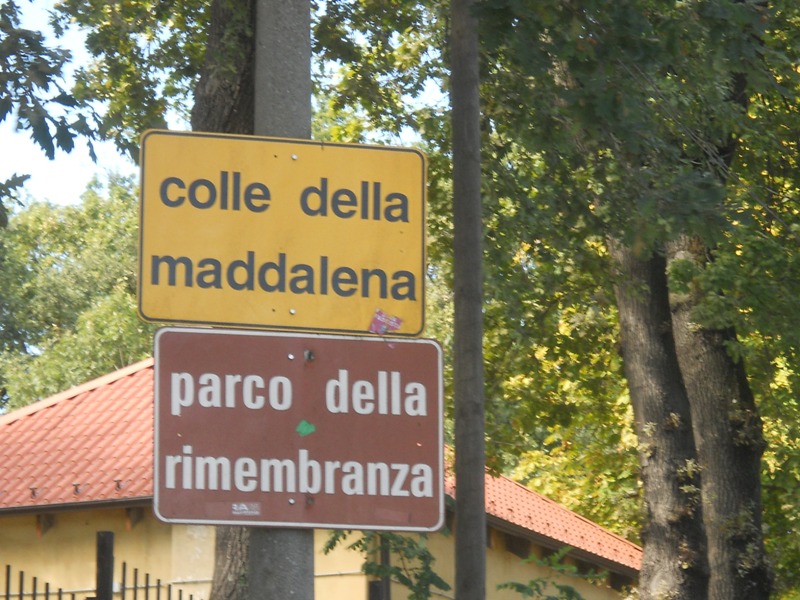 colle della
maddalena
parco della
rimembranza